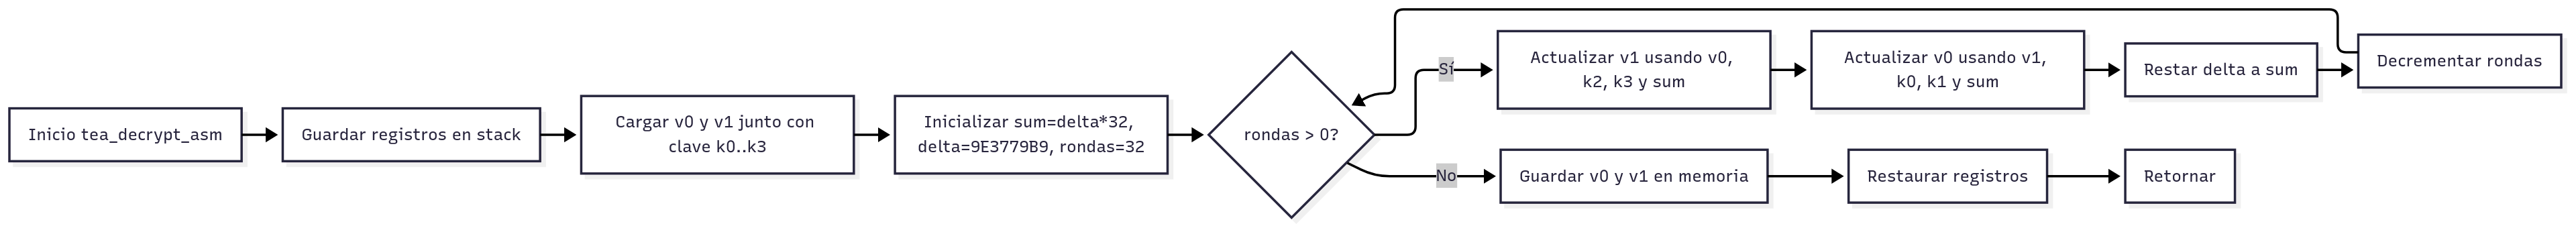 Inicio tea_decrypt_asm
Guardar registros en stack
Cargar v0 y v1 junto con
clave k0..k3
Inicializar sum=delta*32,
delta=9E3779B9, rondas=32
rondas > 0?
Sí
Actualizar v1 usando v0,
k2, k3 y sum
Actualizar v0 usando v1,
k0, k1 y sum
Restar delta a sum
Decrementar rondas
No
Guardar v0 y v1 en memoria
Restaurar registros
Retornar